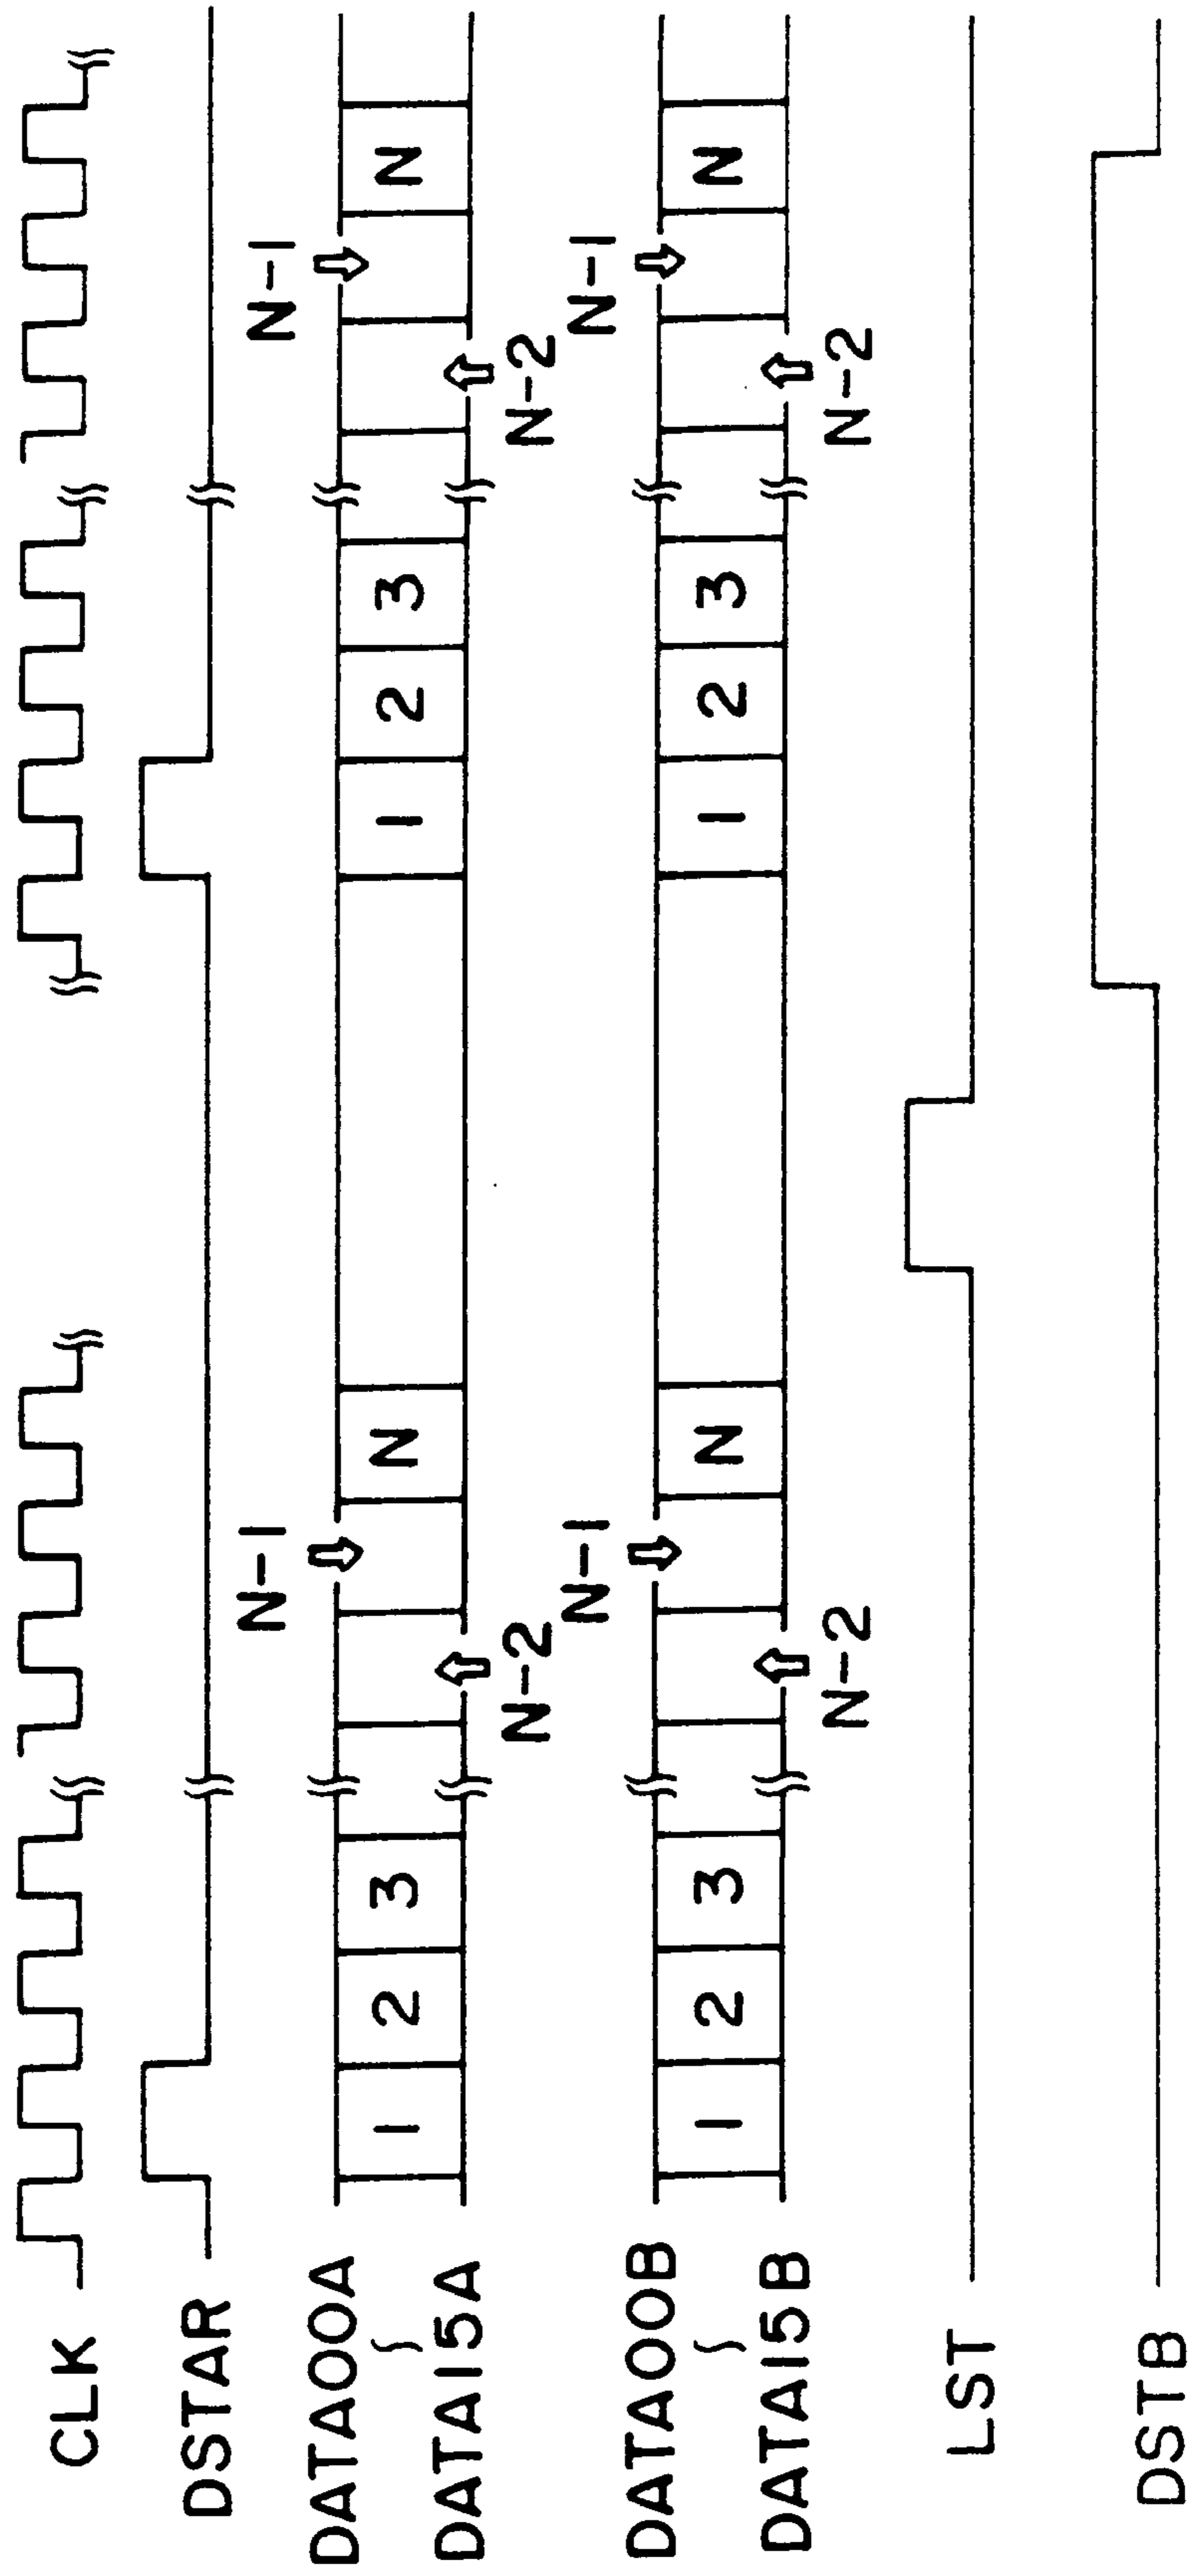 CLK
DSTAR
N-1 N-1
DATA00A
~
DATA15A
1 2 3 N 1 2 3 N
N-2 N-2
N-1 N-1
DATA00B
~
DATA15B
1 2 3 N 1 2 3 N
N-2 N-2
LST
DSTB